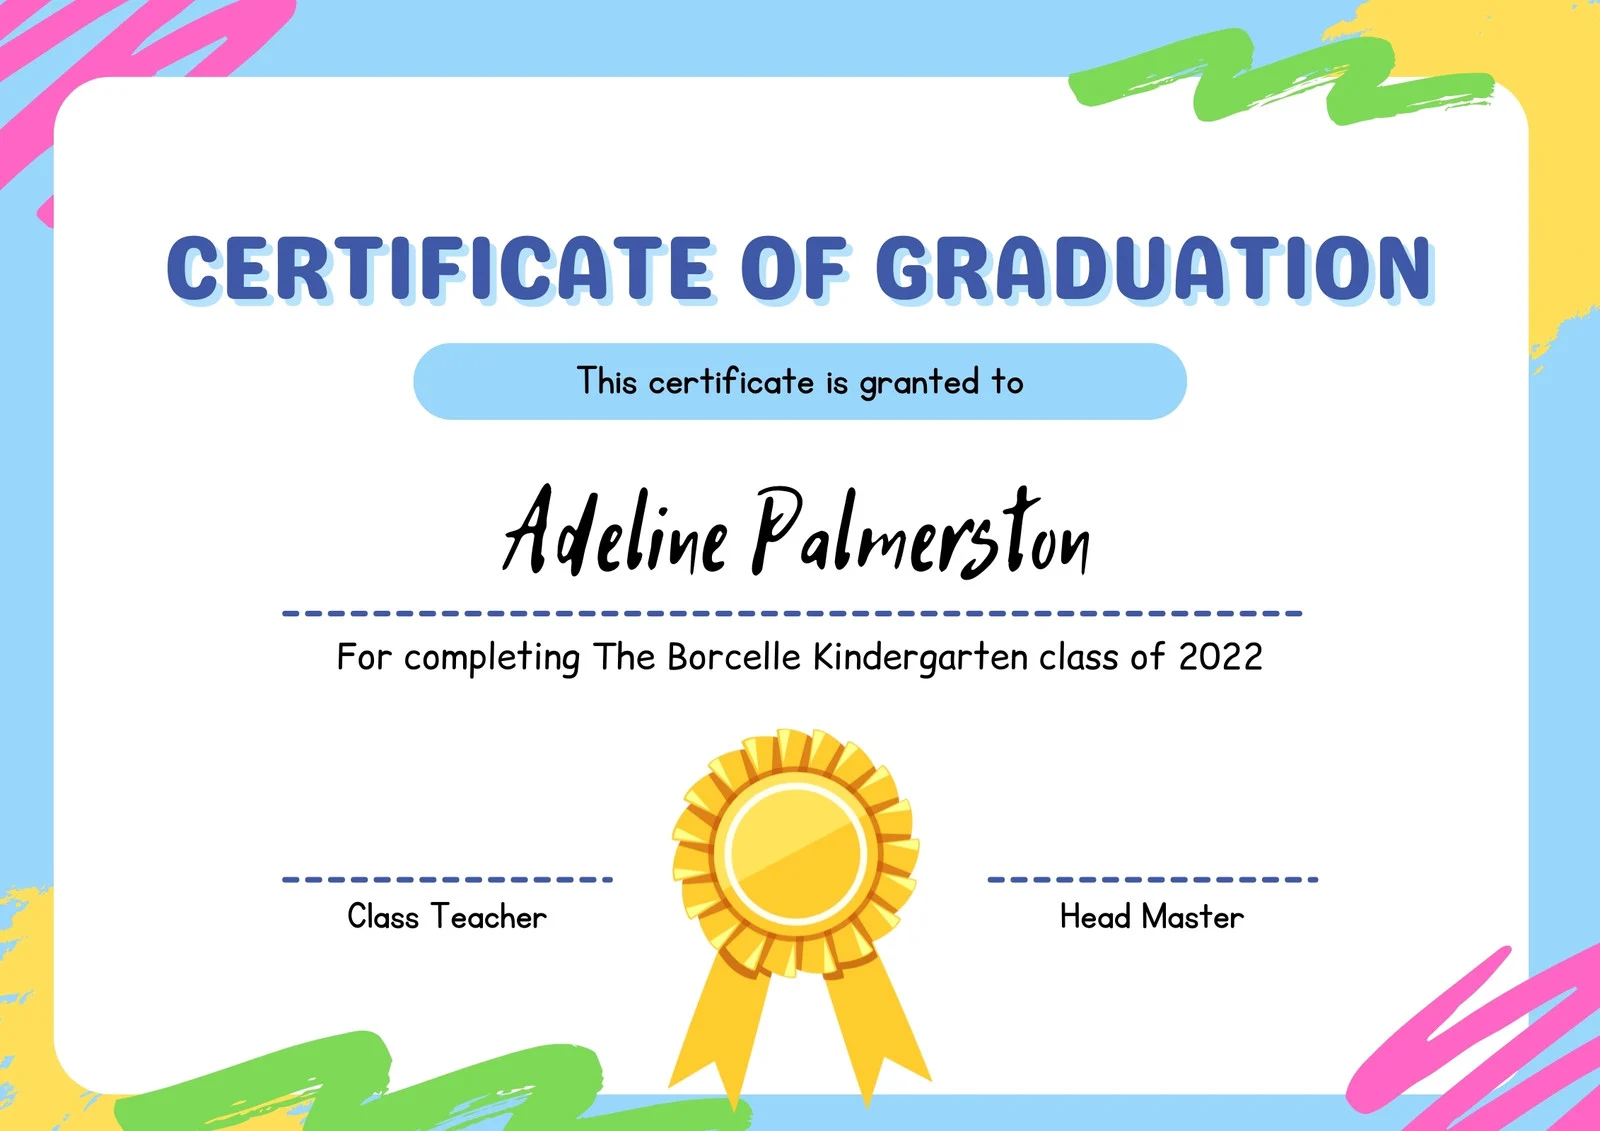 CERTIFICATE OF GRADUATION
This certificate is granted to
Adeline Palmerston
For completing The Borcelle Kindergarten class of 2022
Class Teacher
Head Master